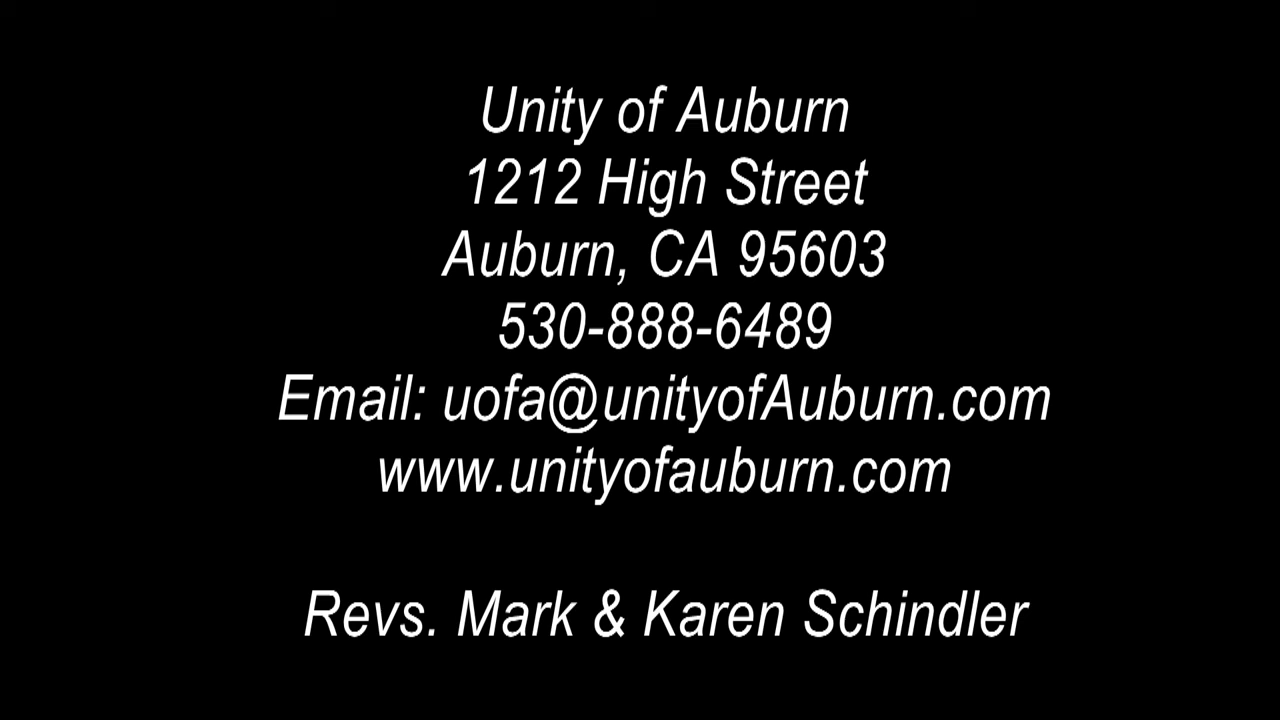 Unity of Auburn
1212 High Street
Auburn, CA 95603
530-888-6489
Email: uofa@unityofAuburn.com
www.unityofauburn.com
Revs. Mark & Karen Schindler